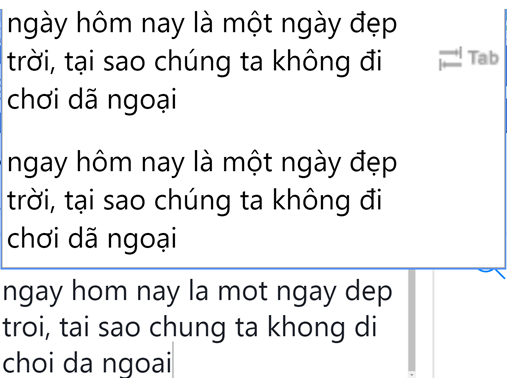 ngày hôm nay là một ngày đẹp
trời, tại sao chúng ta không đi
chơi dã ngoại
Tab
ngay hôm nay là một ngày đẹp
trời, tại sao chúng ta không đi
chơi dã ngoại
ngay hom nay la mot ngay dep
troi, tai sao chung ta khong di
choi da ngoai